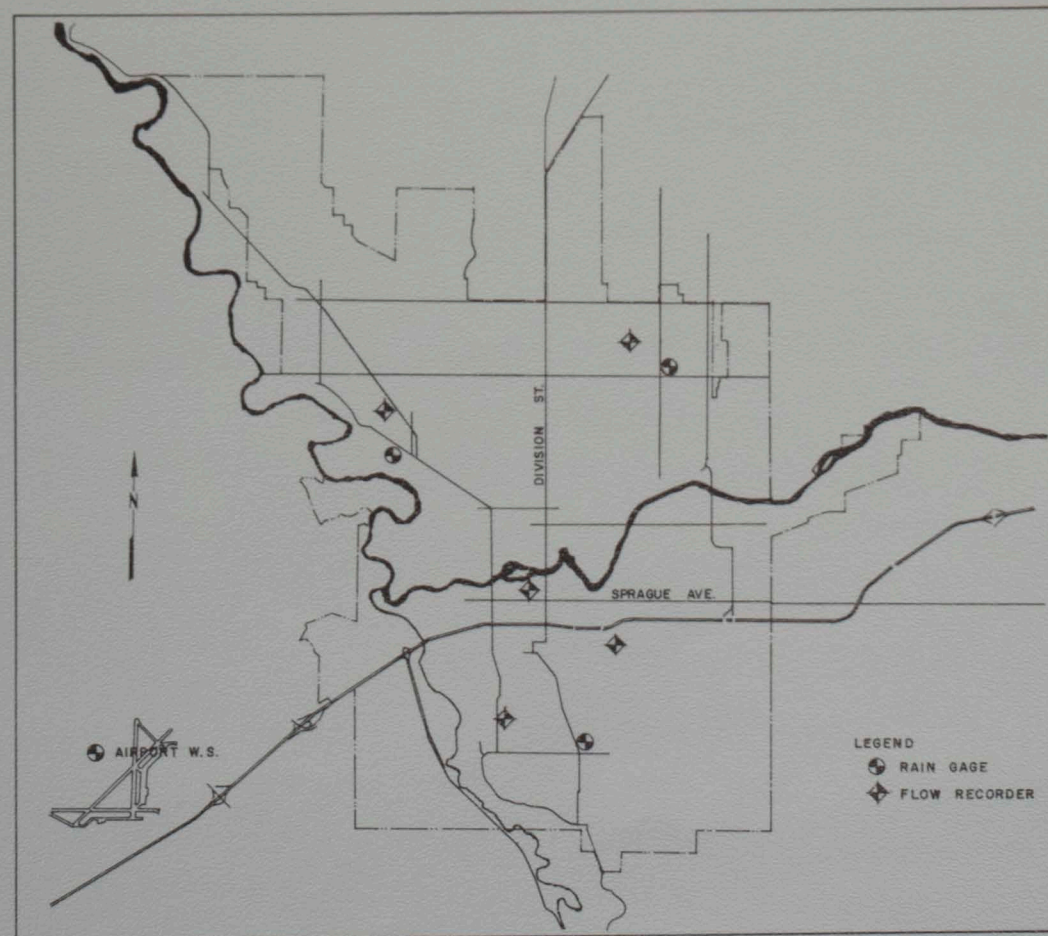 DIVISION ST.
N
SPRAGUE AVE.
AIRPORT W.S.
LEGEND
RAIN GAGE
FLOW RECORDER